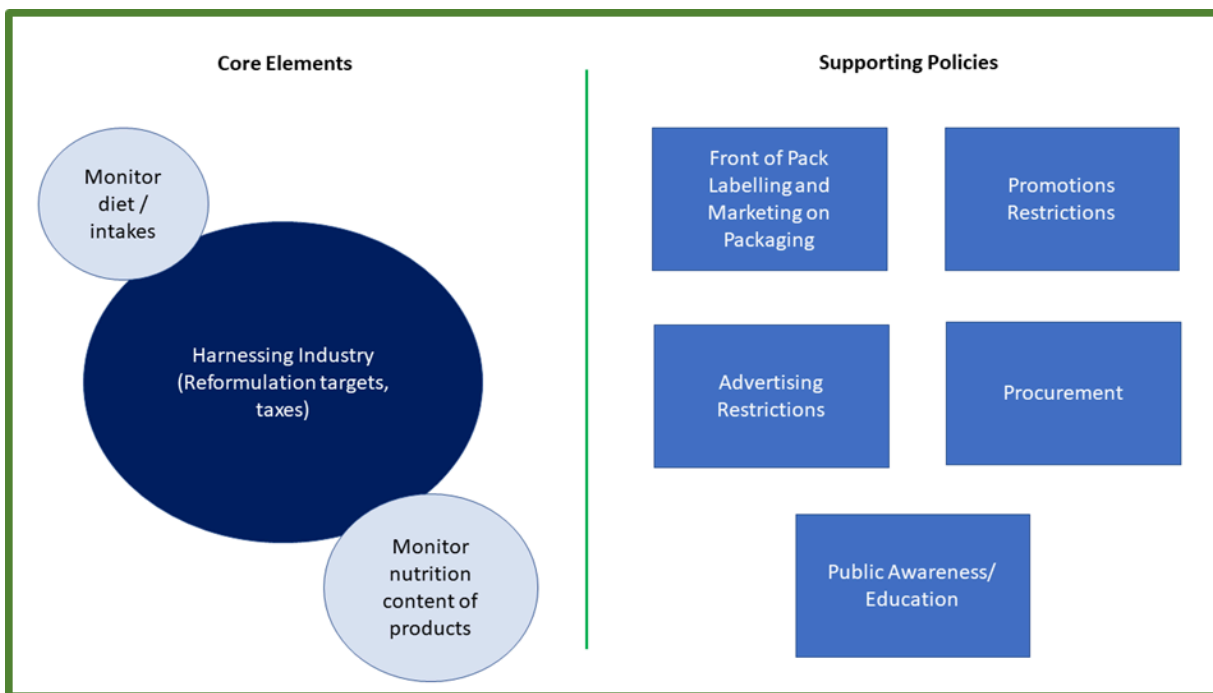 Core Elements
Monitor
diet /
intakes
Harnessing Industry
(Reformulation targets,
taxes)
Monitor
nutrition
content of
products
Supporting Policies
Front of Pack
Labelling and
Marketing on
Packaging
Promotions
Restrictions
Advertising
Restrictions
Procurement
Public Awareness/
Education